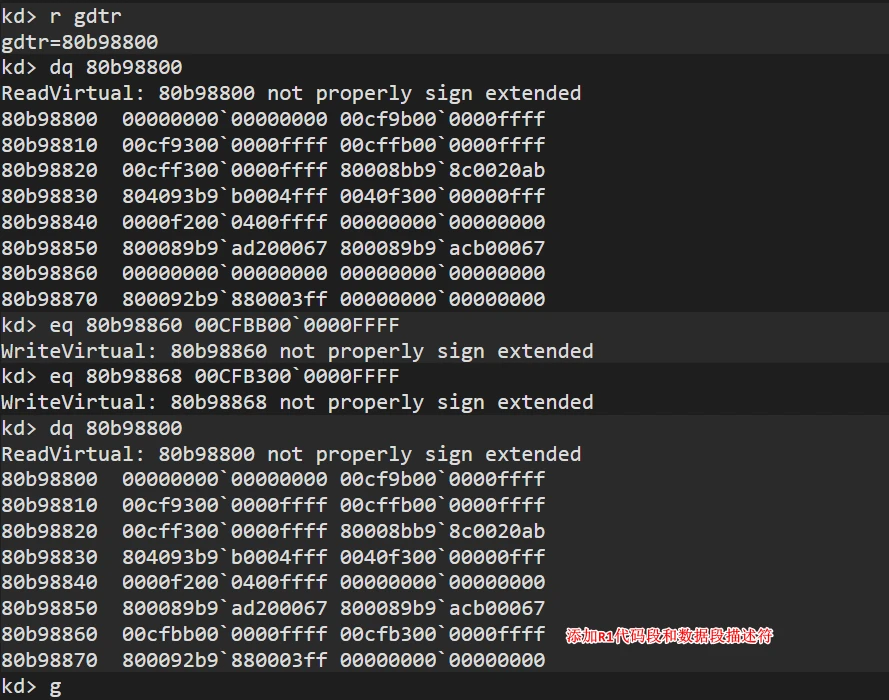 kd> r gdtr
gdtr=80b98800
kd> dq 80b98800
ReadVirtual: 80b98800 not properly sign extended
80b98800  00000000`00000000 00cf9b00`0000ffff
80b98810  00cf9300`0000ffff 00cffb00`0000ffff
80b98820  00cff300`0000ffff 80008bb9`8c0020ab
80b98830  804093b9`b0004fff 0040f300`00000fff
80b98840  0000f200`0400ffff 00000000`00000000
80b98850  800089b9`ad200067 800089b9`acb00067
80b98860  00000000`00000000 00000000`00000000
80b98870  800092b9`880003ff 00000000`00000000
kd> eq 80b98860 00CFBB00`0000FFFF
WriteVirtual: 80b98860 not properly sign extended
kd> eq 80b98868 00CFB300`0000FFFF
WriteVirtual: 80b98868 not properly sign extended
kd> dq 80b98800
ReadVirtual: 80b98800 not properly sign extended
80b98800  00000000`00000000 00cf9b00`0000ffff
80b98810  00cf9300`0000ffff 00cffb00`0000ffff
80b98820  00cff300`0000ffff 80008bb9`8c0020ab
80b98830  804093b9`b0004fff 0040f300`00000fff
80b98840  0000f200`0400ffff 00000000`00000000
80b98850  800089b9`ad200067 800089b9`acb00067
80b98860  00cfbb00`0000ffff 00cfb300`0000ffff  添加R1代码段和数据段描述符
80b98870  800092b9`880003ff 00000000`00000000
kd> g